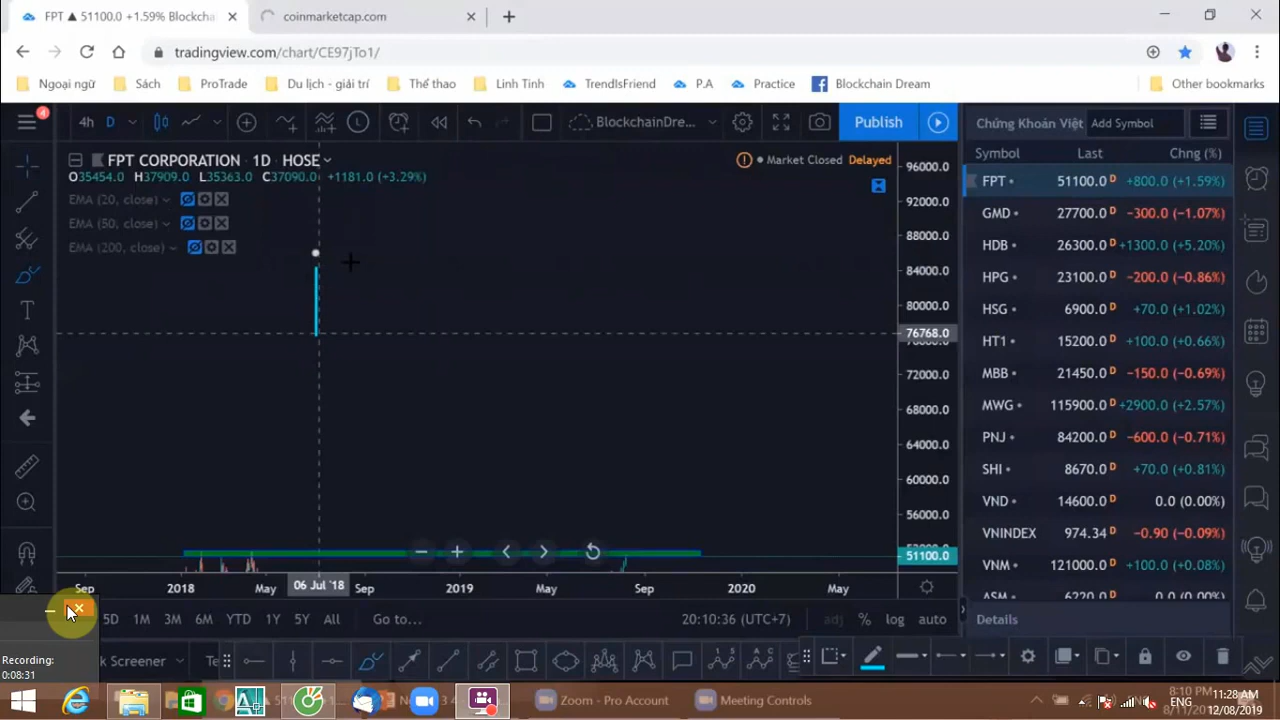 FPT ▲ 51100.0 +1.59% Blockcha
coinmarketcap.com
tradingview.com/chart/CE97jTo1/
Ngoại ngữ Sách ProTrade Du lịch - giải trí Thể thao Linh Tinh TrendIsFriend P.A Practice Blockchain Dream Other bookmarks
4
4h D BlockchainDre... Publish
Chứng Khoán Việt Add Symbol
FPT CORPORATION 1D HOSE
Market Closed Delayed
O35454.0 H37909.0 L35363.0 C37090.0 +1181.0 (+3.29%)
EMA (20, close)
EMA (50, close)
EMA (200, close)
96000.0
92000.0
88000.0
84000.0
80000.0
76768.0
72000.0
68000.0
64000.0
60000.0
56000.0
51100.0
Symbol Last Chng (%)
FPT 51100.0 D +800.0 (+1.59%)
GMD 27700.0 D −300.0 (−1.07%)
HDB 26300.0 D +1300.0 (+5.20%)
HPG 23100.0 D −200.0 (−0.86%)
HSG 6900.0 D +70.0 (+1.02%)
HT1 15200.0 D +100.0 (+0.66%)
MBB 21450.0 D −150.0 (−0.69%)
MWG 115900.0 D +2900.0 (+2.57%)
PNJ 84200.0 D −600.0 (−0.71%)
SHI 8670.0 D +70.0 (+0.81%)
VND 14600.0 D 0.0 (0.00%)
VNINDEX 974.34 D −0.90 (−0.09%)
VNM 121000.0 D +100.0 (+0.08%)
ASM 6220.0 D 0.0 (0.00%)
Sep 2018 May 06 Jul '18 Sep 2019 May Sep 2020 May
5D 1M 3M 6M YTD 1Y 5Y All Go to... 20:10:36 (UTC+7) adj % log auto
Details
Recording:
0:08:31
k Screener Te
Zoom - Pro Account Meeting Controls
ENG
11:28 AM
12/08/2019
8:10 PM